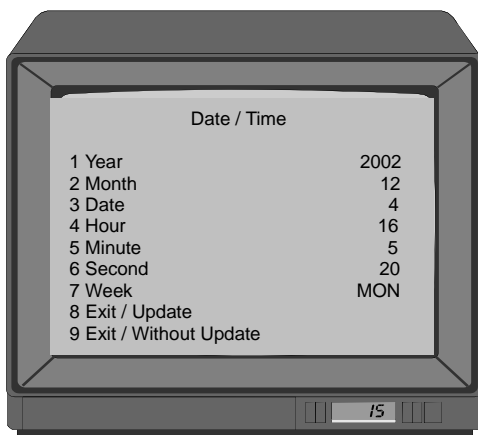 Date / Time
1 Year 2002
2 Month 12
3 Date 4
4 Hour 16
5 Minute 5
6 Second 20
7 Week MON
8 Exit / Update
9 Exit / Without Update
15